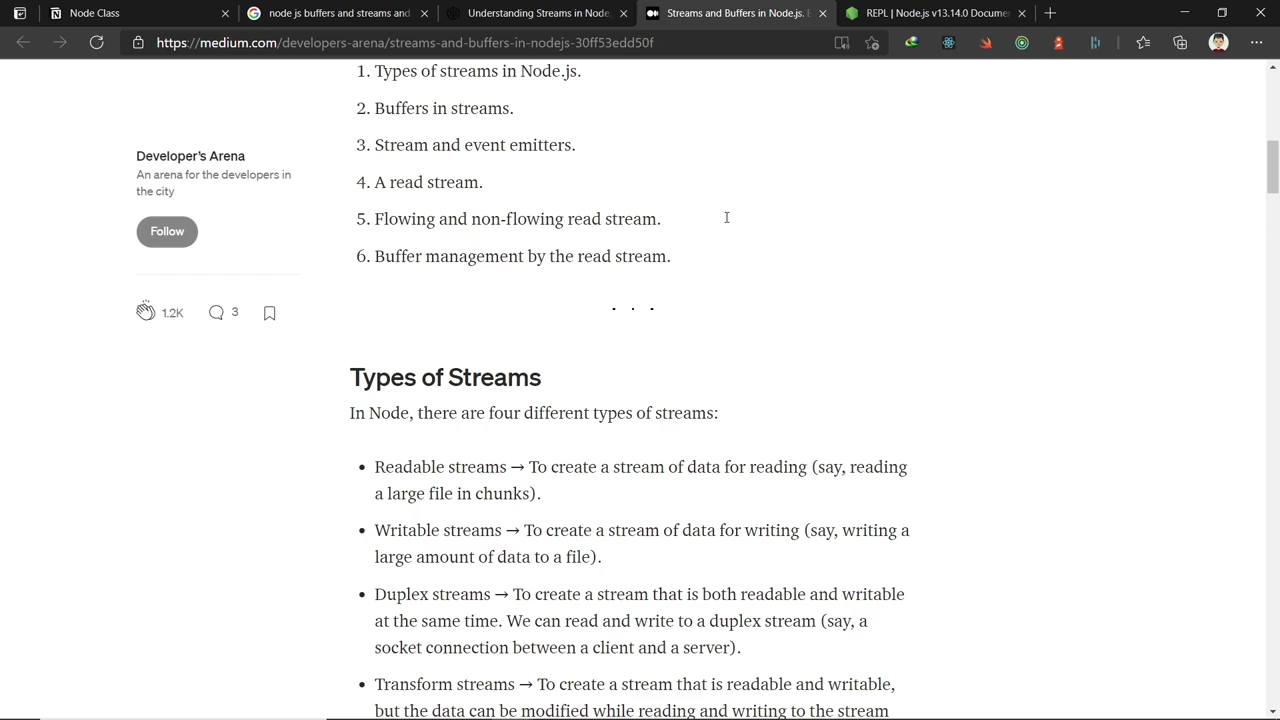 Node Class
node js buffers and streams and
Understanding Streams in Node.
Streams and Buffers in Node.js. E
REPL | Node.js v13.14.0 Docume
https://medium.com/developers-arena/streams-and-buffers-in-nodejs-30ff53edd50f
1. Types of streams in Node.js.
2. Buffers in streams.
3. Stream and event emitters.
4. A read stream.
5. Flowing and non-flowing read stream.
6. Buffer management by the read stream.
Developer's Arena
An arena for the developers in
the city
Follow
1.2K 3
. . .
Types of Streams
In Node, there are four different types of streams:
• Readable streams → To create a stream of data for reading (say, reading
a large file in chunks).
• Writable streams → To create a stream of data for writing (say, writing a
large amount of data to a file).
• Duplex streams → To create a stream that is both readable and writable
at the same time. We can read and write to a duplex stream (say, a
socket connection between a client and a server).
• Transform streams → To create a stream that is readable and writable,
but the data can be modified while reading and writing to the stream